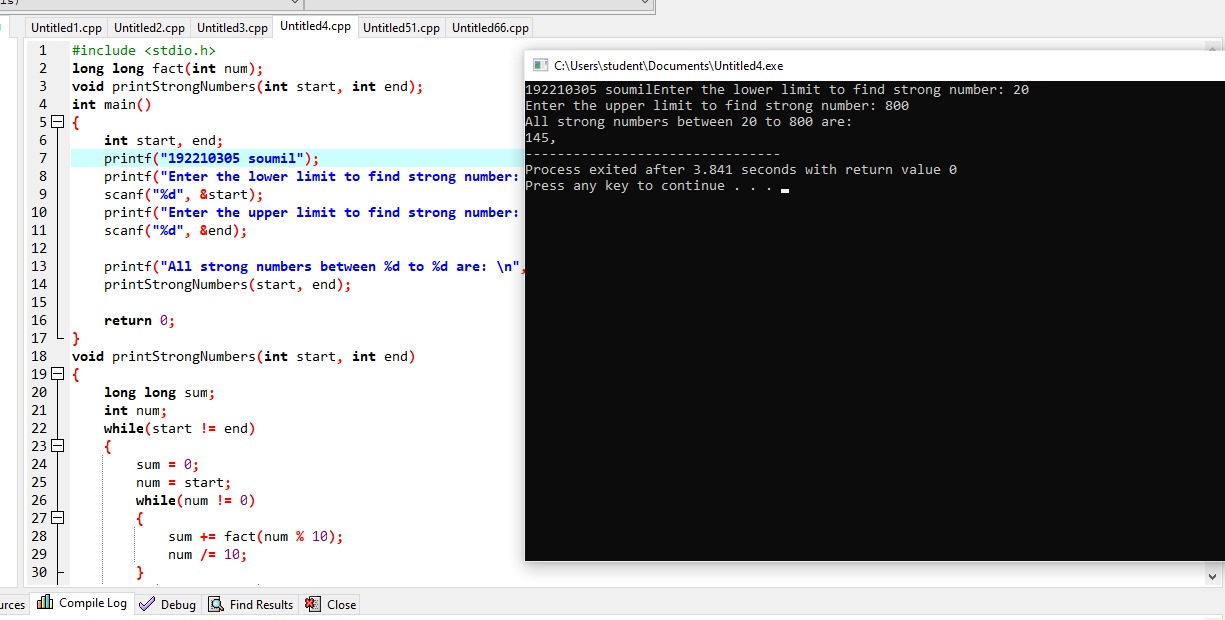 Untitled1.cpp Untitled2.cpp Untitled3.cpp Untitled4.cpp Untitled51.cpp Untitled66.cpp
1 #include <stdio.h>
2 long long fact(int num);
3 void printStrongNumbers(int start, int end);
4 int main()
5 {
6 int start, end;
7 printf("192210305 soumil");
8 printf("Enter the lower limit to find strong number:
9 scanf("%d", &start);
10 printf("Enter the upper limit to find strong number:
11 scanf("%d", &end);
12
13 printf("All strong numbers between %d to %d are: \n",
14 printStrongNumbers(start, end);
15
16 return 0;
17 }
18 void printStrongNumbers(int start, int end)
19 {
20 long long sum;
21 int num;
22 while(start != end)
23 {
24 sum = 0;
25 num = start;
26 while(num != 0)
27 {
28 sum += fact(num % 10);
29 num /= 10;
30 }
C:\Users\student\Documents\Untitled4.exe
192210305 soumilEnter the lower limit to find strong number: 20
Enter the upper limit to find strong number: 800
All strong numbers between 20 to 800 are:
145,
--------------------------------
Process exited after 3.841 seconds with return value 0
Press any key to continue . . .
Compile Log Debug Find Results Close